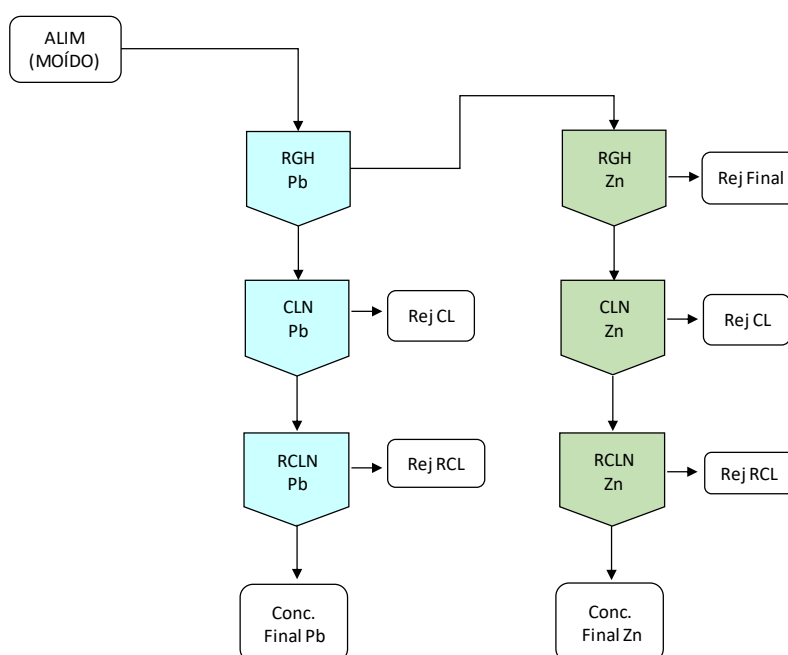 ALIM
(MOÍDO)
RGH
Pb
RGH
Zn
Rej Final
CLN
Pb
Rej CL
CLN
Zn
Rej CL
RCLN
Pb
Rej RCL
RCLN
Zn
Rej RCL
Conc.
Final Pb
Conc.
Final Zn